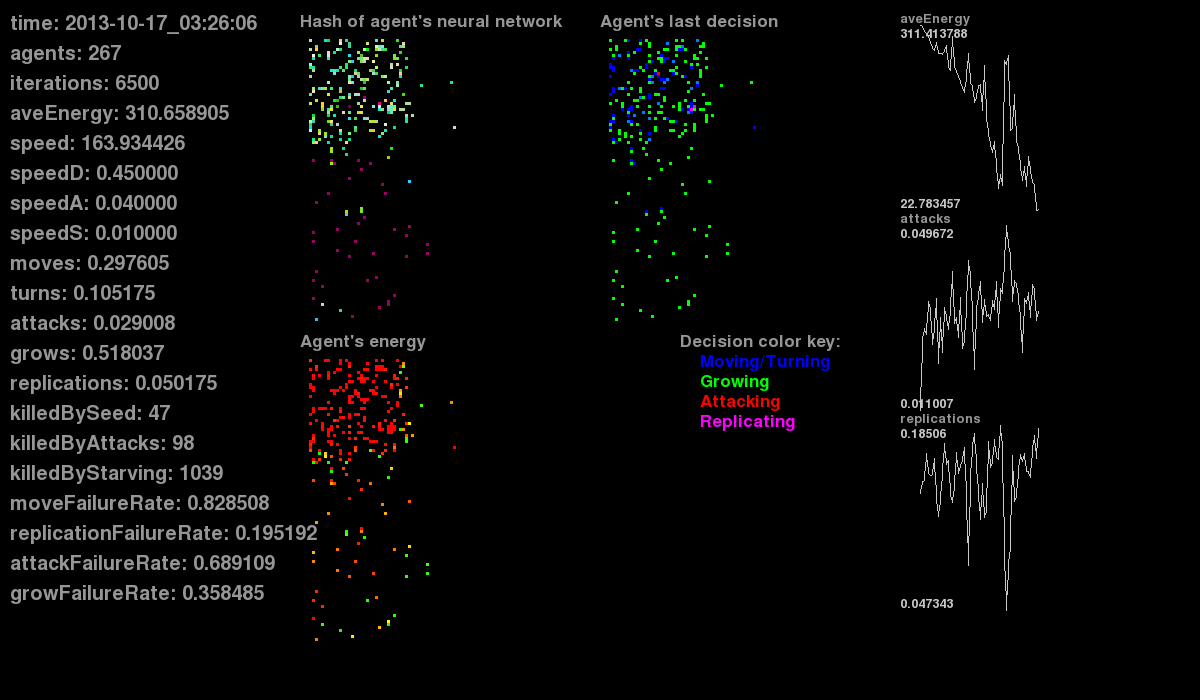 time: 2013-10-17_03:26:06
agents: 267
iterations: 6500
aveEnergy: 310.658905
speed: 163.934426
speedD: 0.450000
speedA: 0.040000
speedS: 0.010000
moves: 0.297605
turns: 0.105175
attacks: 0.029008
grows: 0.518037
replications: 0.050175
killedBySeed: 47
killedByAttacks: 98
killedByStarving: 1039
moveFailureRate: 0.828508
replicationFailureRate: 0.195192
attackFailureRate: 0.689109
growFailureRate: 0.358485
Hash of agent's neural network
Agent's last decision
Agent's energy
Decision color key:
Moving/Turning
Growing
Attacking
Replicating
aveEnergy
311.413788
22.783457
attacks
0.049672
0.011007
replications
0.18506
0.047343